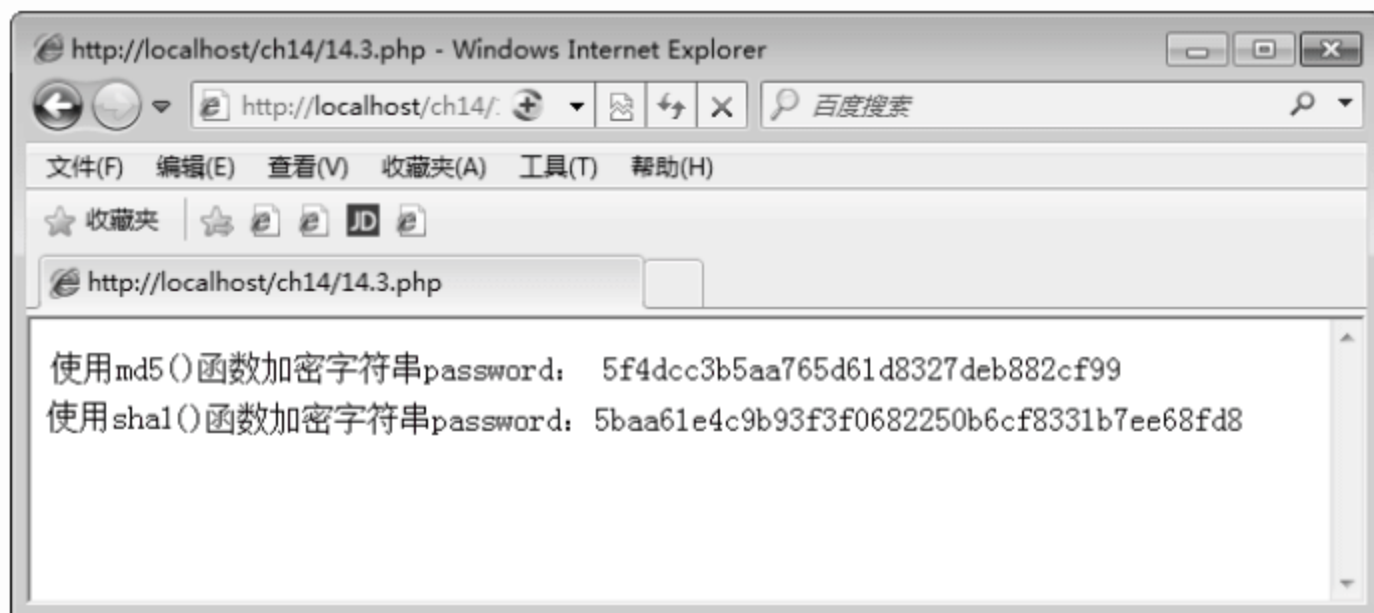 http://localhost/ch14/14.3.php - Windows Internet Explorer
http://localhost/ch14/: 百度搜索
文件(F) 编辑(E) 查看(V) 收藏夹(A) 工具(T) 帮助(H)
收藏夹 JD
http://localhost/ch14/14.3.php
使用md5()函数加密字符串password: 5f4dcc3b5aa765d61d8327deb882cf99
使用sha1()函数加密字符串password:5baa61e4c9b93f3f0682250b6cf8331b7ee68fd8